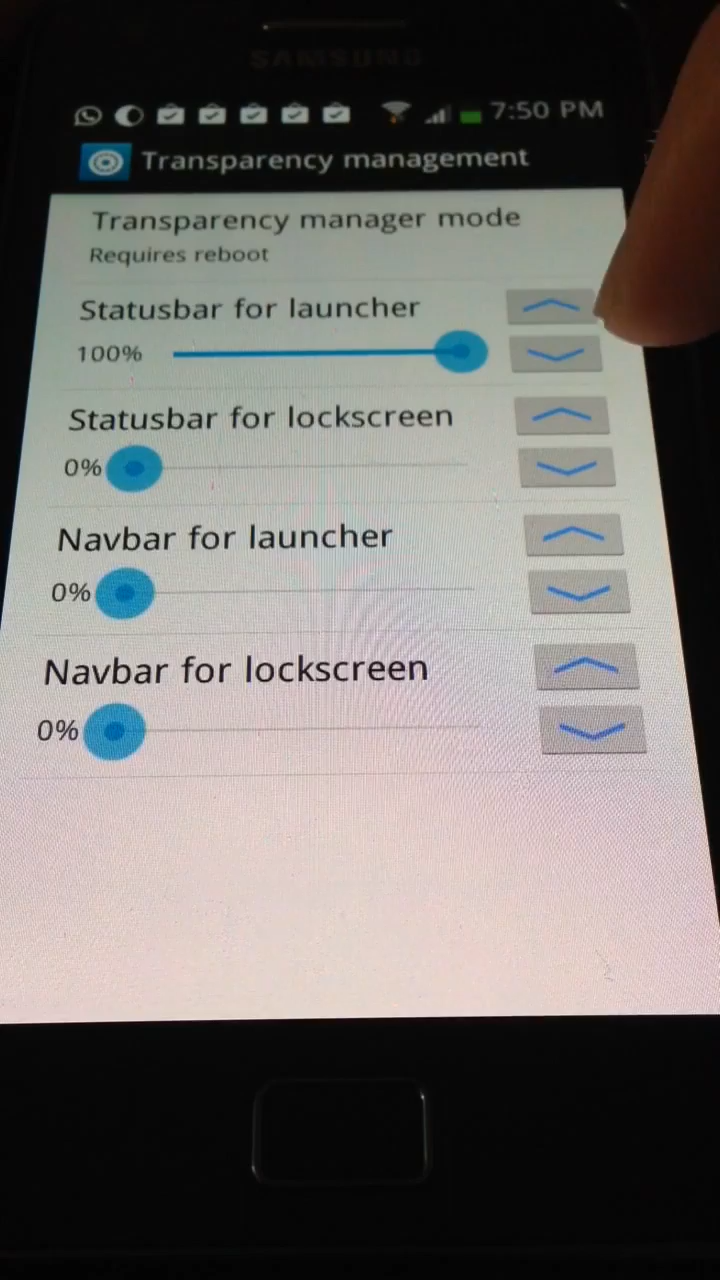 SAMSUNG
7:50 PM
Transparency management
Transparency manager mode
Requires reboot
Statusbar for launcher
100%
Statusbar for lockscreen
0%
Navbar for launcher
0%
Navbar for lockscreen
0%